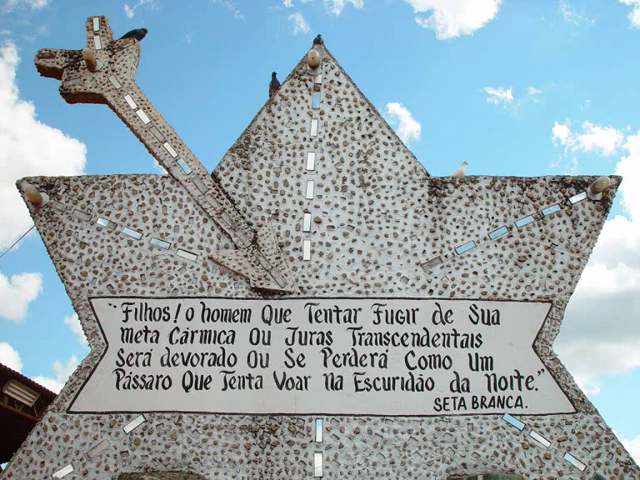 "Filhos! o homem Que Tentar Fugir de Sua
meta Cármica Ou Juras Transcendentais
Será devorado Ou Se Perderá Como Um
Pássaro Que Tenta Voar na Escuridão da noite."
SETA BRANCA.